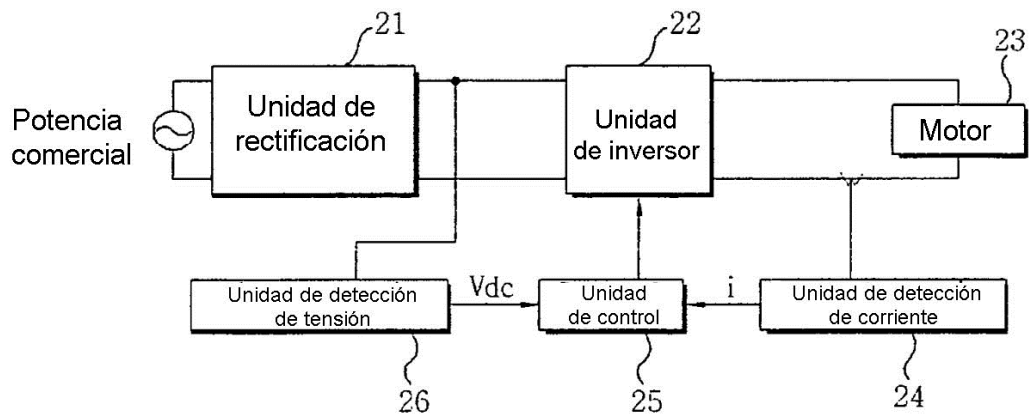 21
22
23
Potencia
comercial
Unidad de
rectificación
Unidad
de inversor
Motor
Unidad de detección
de tensión
Vdc
Unidad
de control
i
Unidad de detección
de corriente
26
25
24